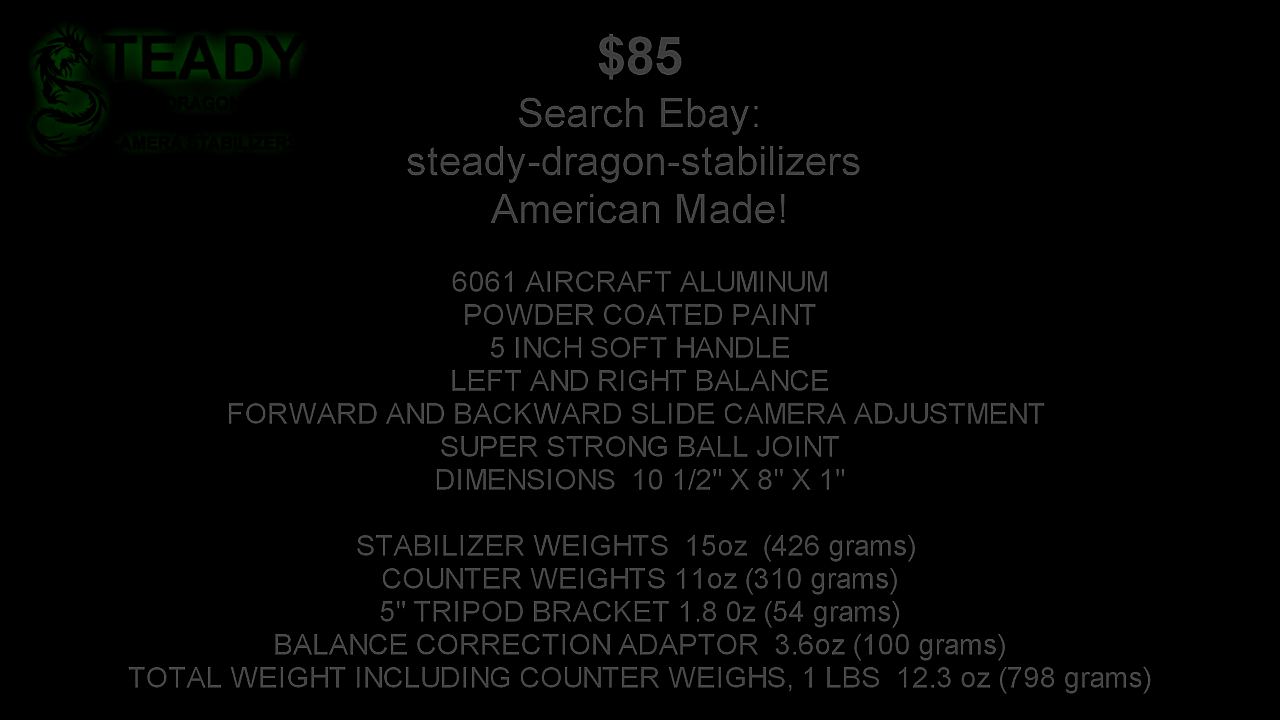 STEADY
DRAGON
CAMERA STABILIZERS
$85
Search Ebay:
steady-dragon-stabilizers
American Made!
6061 AIRCRAFT ALUMINUM
POWDER COATED PAINT
5 INCH SOFT HANDLE
LEFT AND RIGHT BALANCE
FORWARD AND BACKWARD SLIDE CAMERA ADJUSTMENT
SUPER STRONG BALL JOINT
DIMENSIONS 10 1/2" X 8" X 1"
STABILIZER WEIGHTS 15oz (426 grams)
COUNTER WEIGHTS 11oz (310 grams)
5" TRIPOD BRACKET 1.8 0z (54 grams)
BALANCE CORRECTION ADAPTOR 3.6oz (100 grams)
TOTAL WEIGHT INCLUDING COUNTER WEIGHS, 1 LBS 12.3 oz (798 grams)